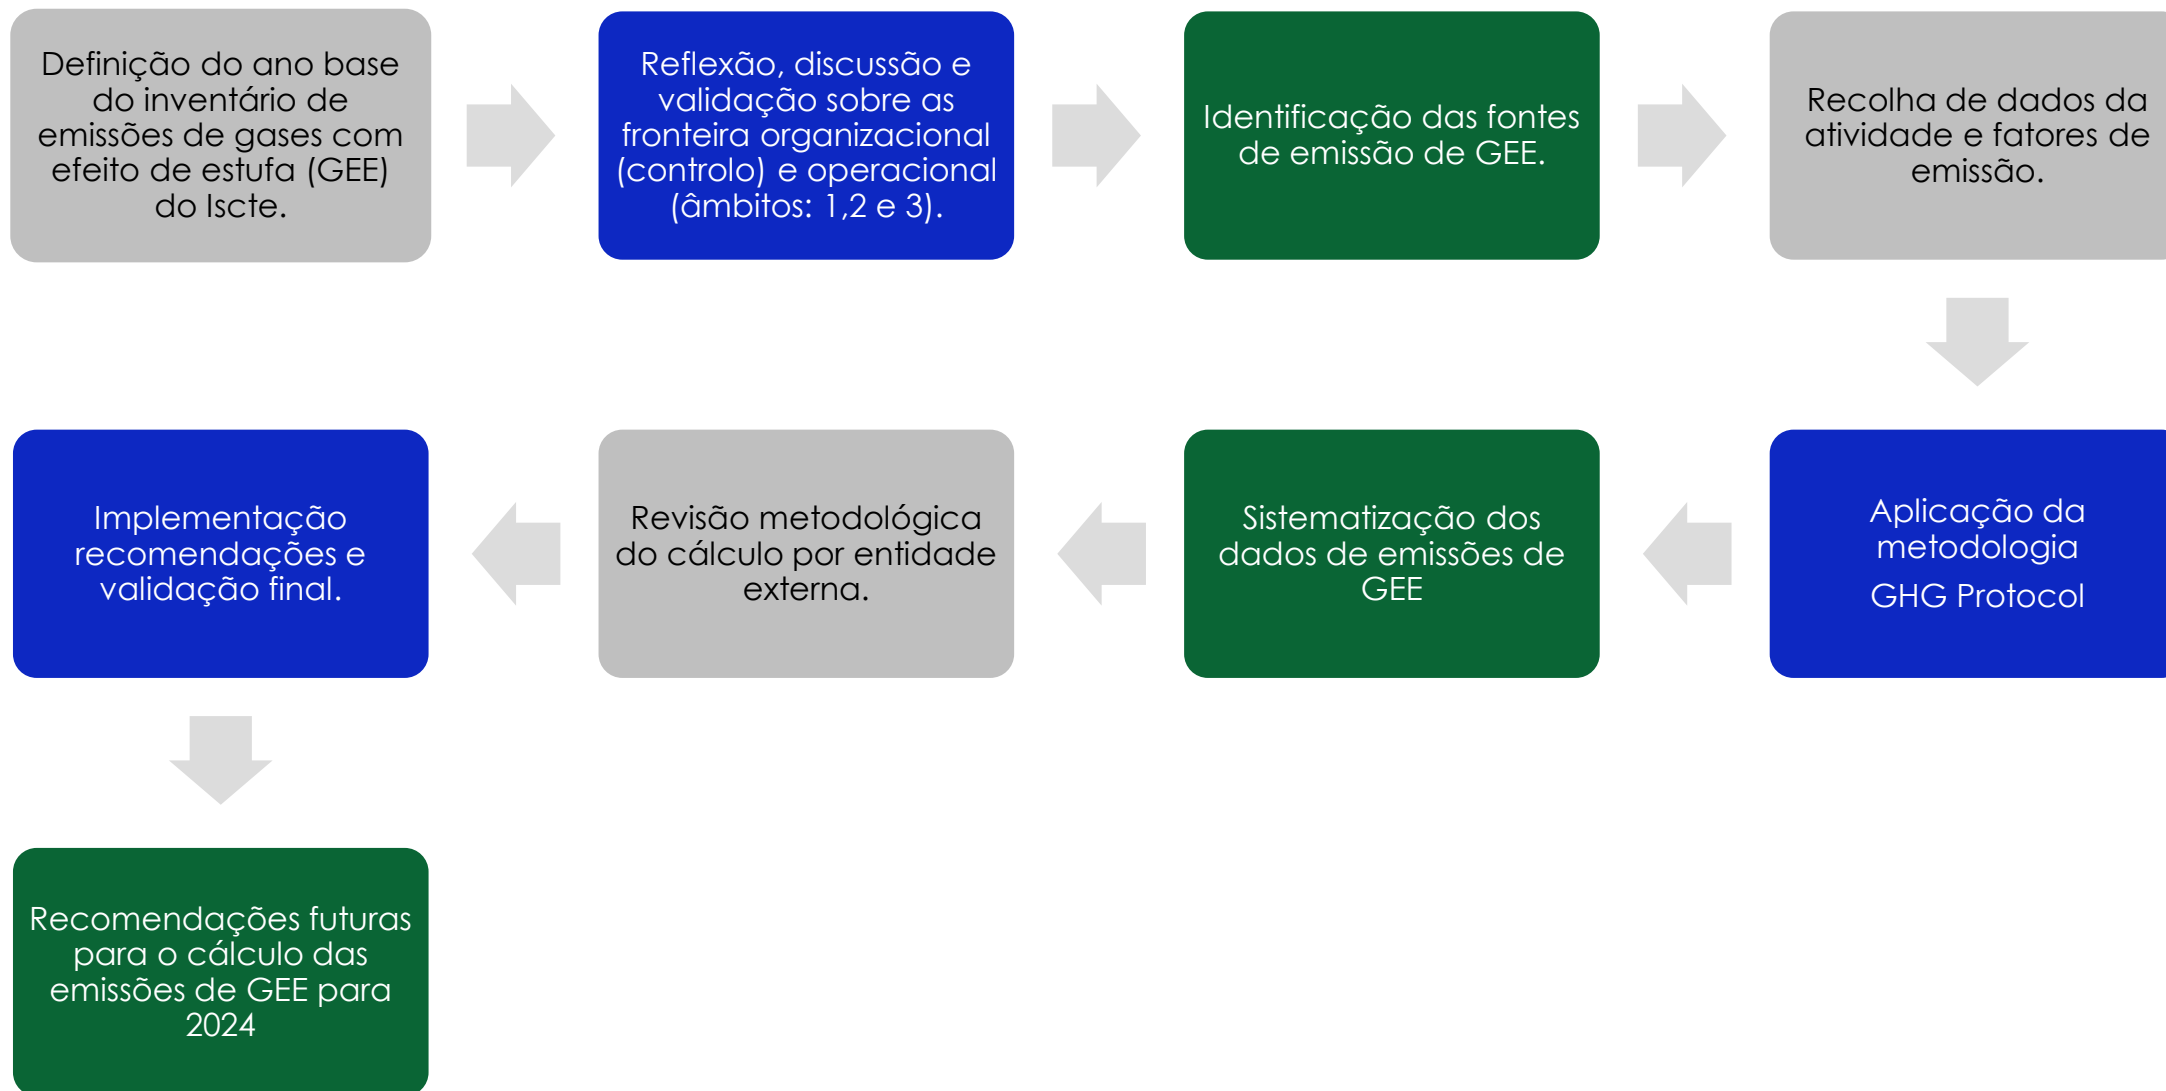 Definição do ano base
do inventário de
emissões de gases com
efeito de estufa (GEE)
do Iscte.
Reflexão, discussão e
validação sobre as
fronteira organizacional
(controlo) e operacional
(âmbitos: 1,2 e 3).
Identificação das fontes
de emissão de GEE.
Recolha de dados da
atividade e fatores de
emissão.
Aplicação da
metodologia
GHG Protocol
Sistematização dos
dados de emissões de
GEE
Revisão metodológica
do cálculo por entidade
externa.
Implementação
recomendações e
validação final.
Recomendações futuras
para o cálculo das
emissões de GEE para
2024